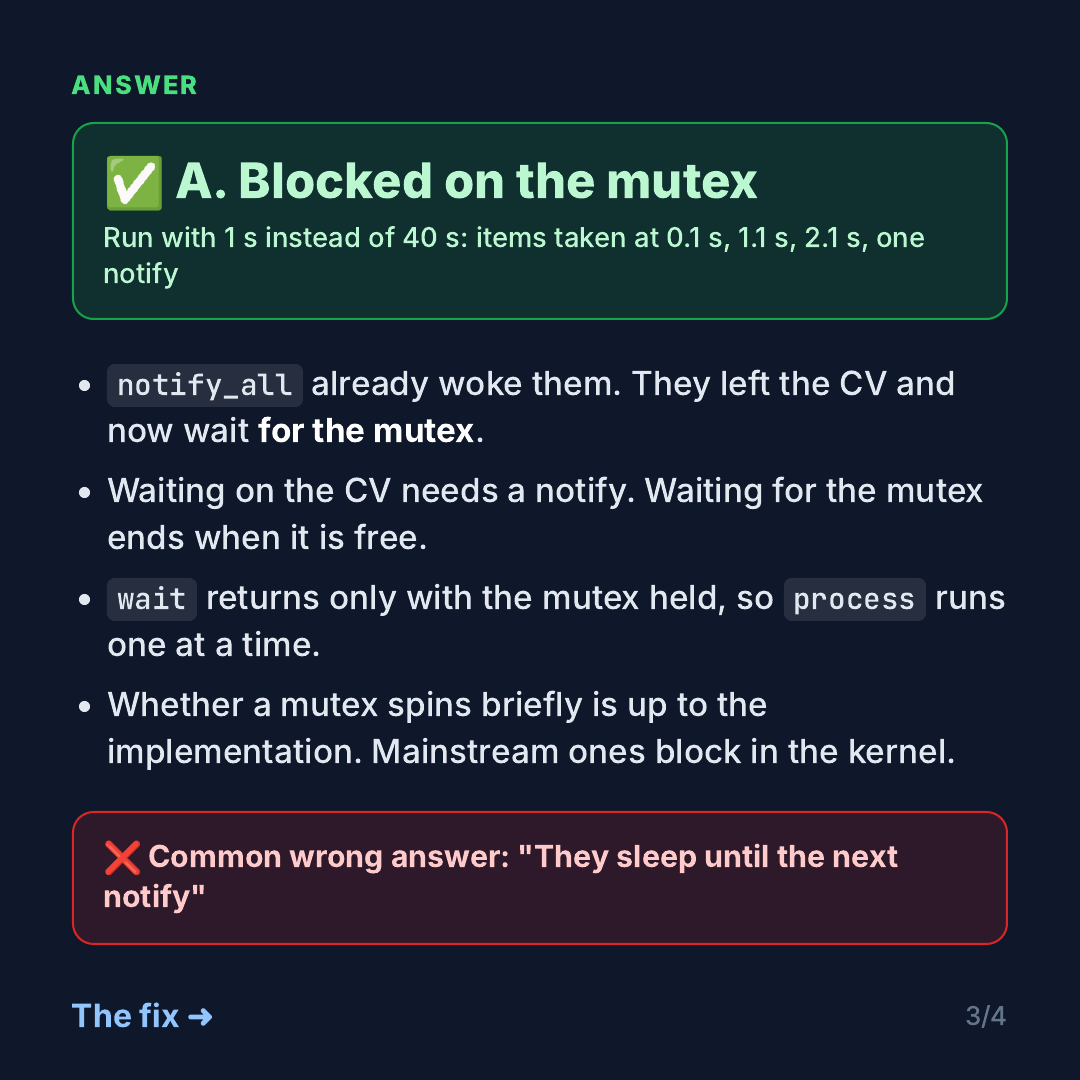 ANSWER
✅ A. Blocked on the mutex
Run with 1 s instead of 40 s: items taken at 0.1 s, 1.1 s, 2.1 s, one
notify
• notify_all already woke them. They left the CV and
now wait for the mutex.
• Waiting on the CV needs a notify. Waiting for the mutex
ends when it is free.
• wait returns only with the mutex held, so process runs
one at a time.
• Whether a mutex spins briefly is up to the
implementation. Mainstream ones block in the kernel.
❌ Common wrong answer: "They sleep until the next
notify"
The fix ➜
3/4